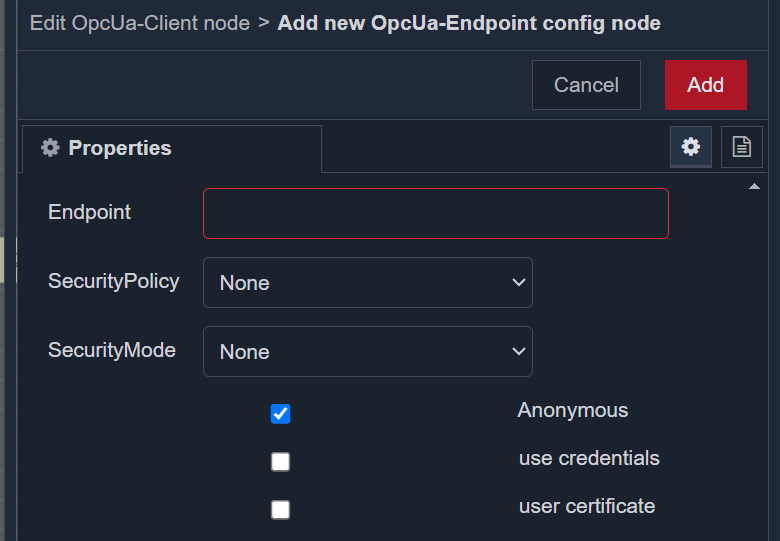 Edit OpcUa-Client node > Add new OpcUa-Endpoint config node
Cancel
Add
Properties
Endpoint
SecurityPolicy
None
SecurityMode
None
Anonymous
use credentials
user certificate